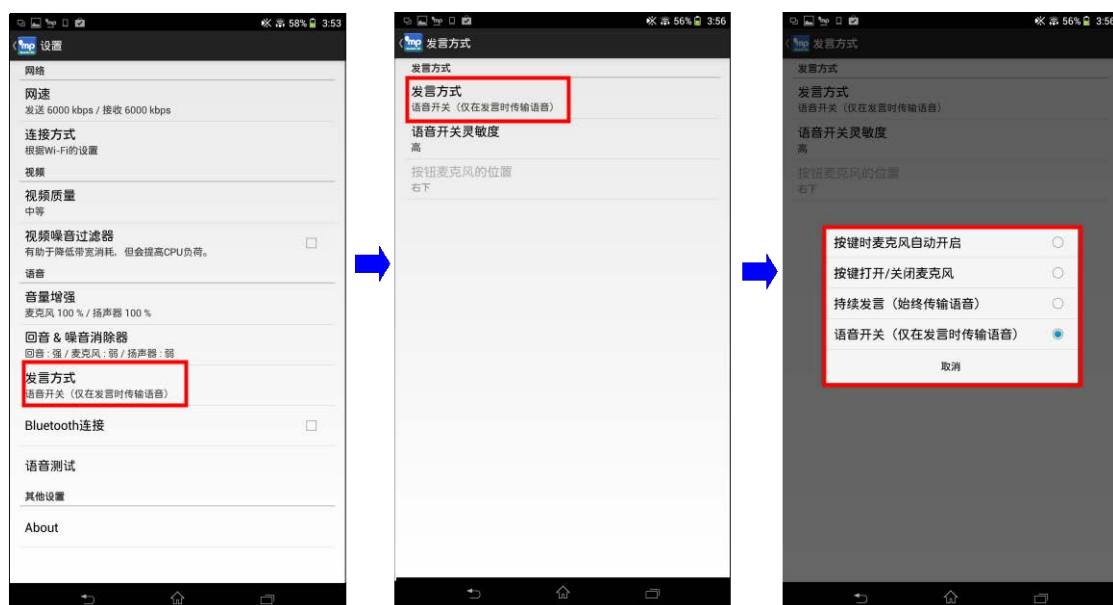 58% 3:53
mp 设置
网络
网速
发送 6000 kbps / 接收 6000 kbps
连接方式
根据Wi-Fi的设置
视频
视频质量
中等
视频噪音过滤器
有助于降低带宽消耗，但会提高CPU负荷。
语音
音量增强
麦克风 100 % / 扬声器 100 %
回音 & 噪音消除器
回音 : 强 / 麦克风 : 弱 / 扬声器 : 弱
发言方式
语音开关（仅在发言时传输语音）
Bluetooth连接
语音测试
其他设置
About
56% 3:56
mp 发言方式
发言方式
发言方式
语音开关（仅在发言时传输语音）
语音开关灵敏度
高
按钮麦克风的位置
右下
56% 3:56
mp 发言方式
发言方式
发言方式
语音开关（仅在发言时传输语音）
语音开关灵敏度
高
按钮麦克风的位置
右下
按键时麦克风自动开启
按键打开/关闭麦克风
持续发言（始终传输语音）
语音开关（仅在发言时传输语音）
取消